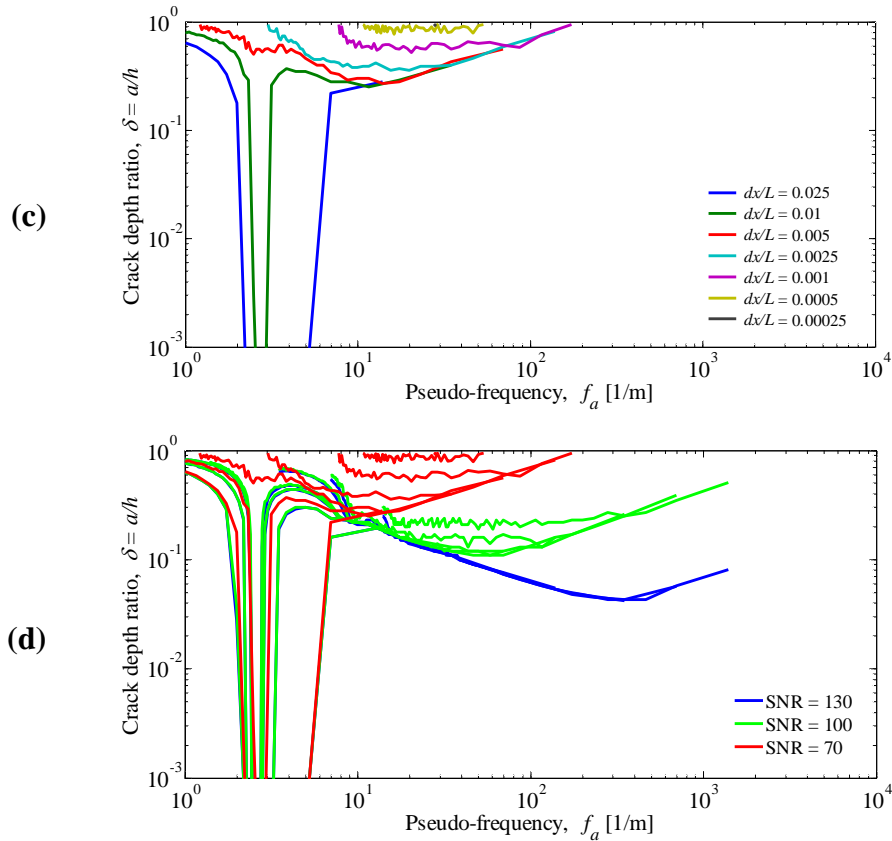 (c)
Crack depth ratio, δ = a/h
10^0
10^-1
10^-2
10^-3
dx/L = 0.025
dx/L = 0.01
dx/L = 0.005
dx/L = 0.0025
dx/L = 0.001
dx/L = 0.0005
dx/L = 0.00025
10^0 10^1 10^2 10^3 10^4
Pseudo-frequency, f_a [1/m]
(d)
Crack depth ratio, δ = a/h
10^0
10^-1
10^-2
10^-3
SNR = 130
SNR = 100
SNR = 70
10^0 10^1 10^2 10^3 10^4
Pseudo-frequency, f_a [1/m]